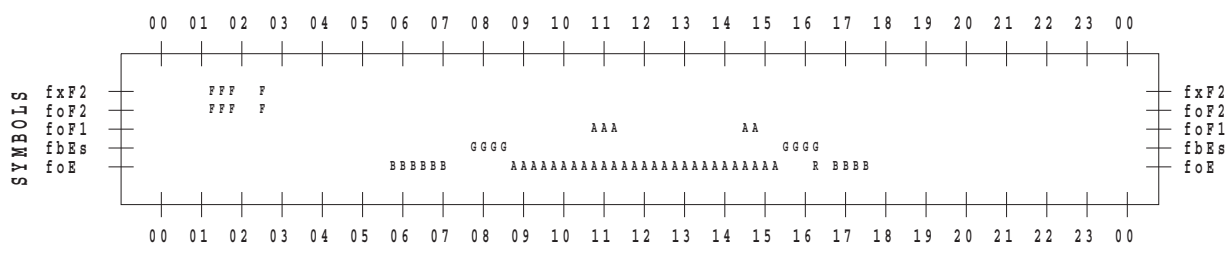 00 01 02 03 04 05 06 07 08 09 10 11 12 13 14 15 16 17 18 19 20 21 22 23 00
SYMBOLS
fxF2 FFF F fxF2
foF2 FFF F foF2
foF1 AAA AA foF1
fbEs GGGG GGGG fbEs
foE BBBBBB AAAAAAAAAAAAAAAAAAAAAAAAAAA R BBBB foE
00 01 02 03 04 05 06 07 08 09 10 11 12 13 14 15 16 17 18 19 20 21 22 23 00